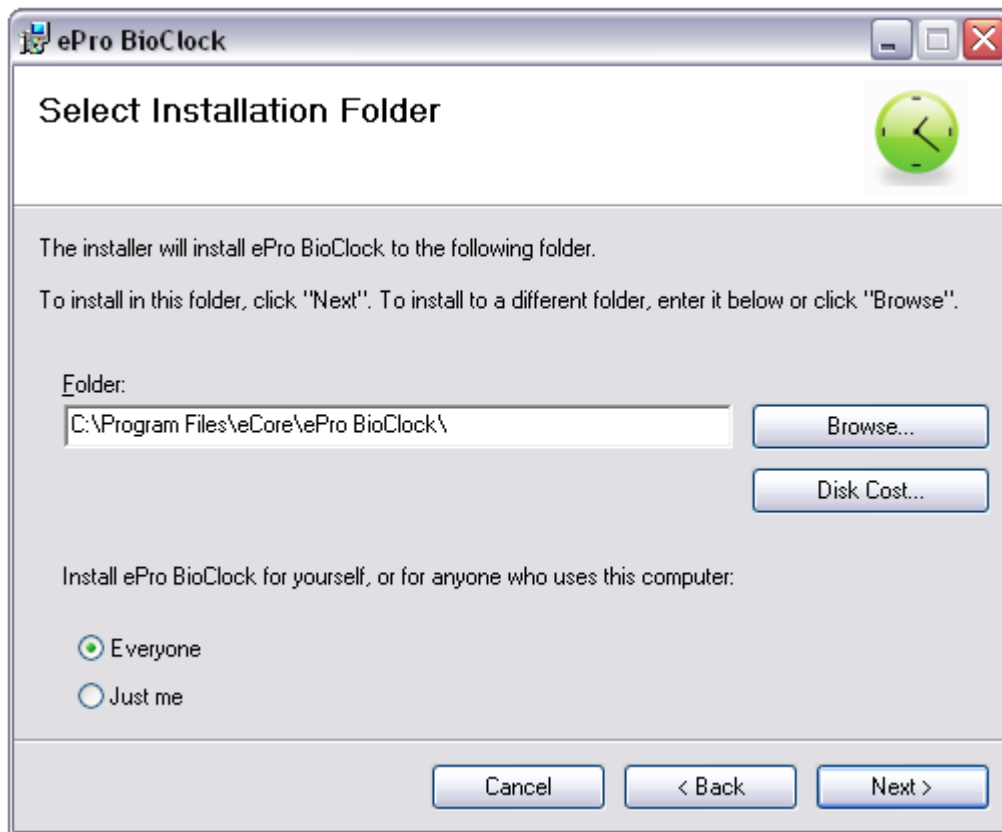 ePro BioClock
Select Installation Folder
The installer will install ePro BioClock to the following folder.
To install in this folder, click "Next". To install to a different folder, enter it below or click "Browse".
Folder:
C:\Program Files\eCore\ePro BioClock\
Browse...
Disk Cost...
Install ePro BioClock for yourself, or for anyone who uses this computer:
Everyone
Just me
Cancel
< Back
Next >